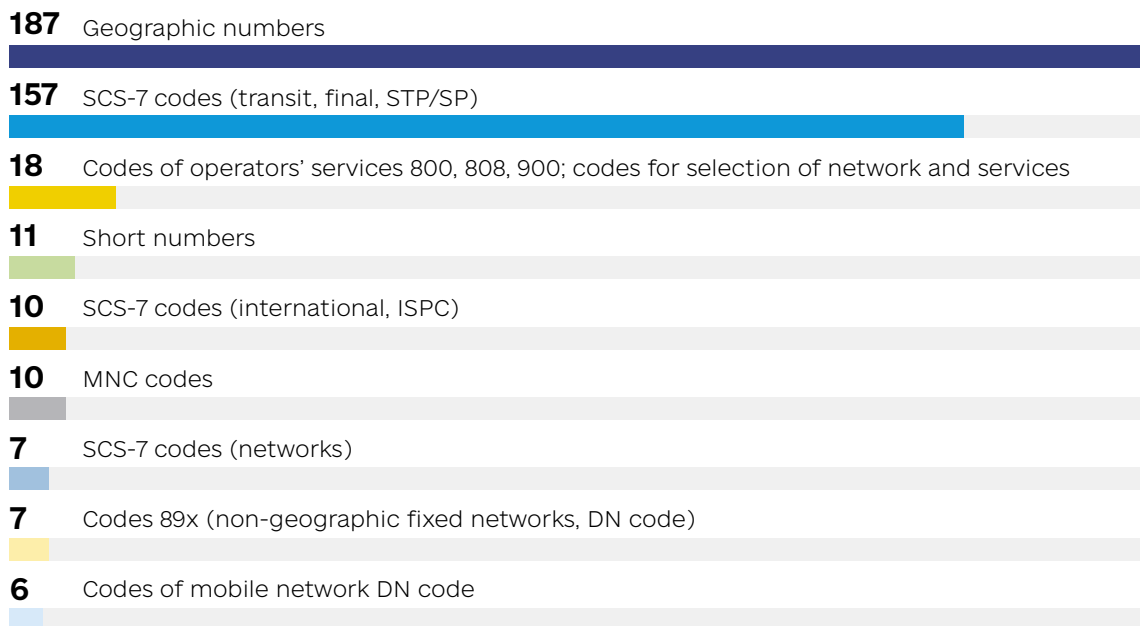 187 Geographic numbers
157 SCS-7 codes (transit, final, STP/SP)
18 Codes of operators’ services 800, 808, 900; codes for selection of network and services
11 Short numbers
10 SCS-7 codes (international, ISPC)
10 MNC codes
7 SCS-7 codes (networks)
7 Codes 89x (non-geographic fixed networks, DN code)
6 Codes of mobile network DN code